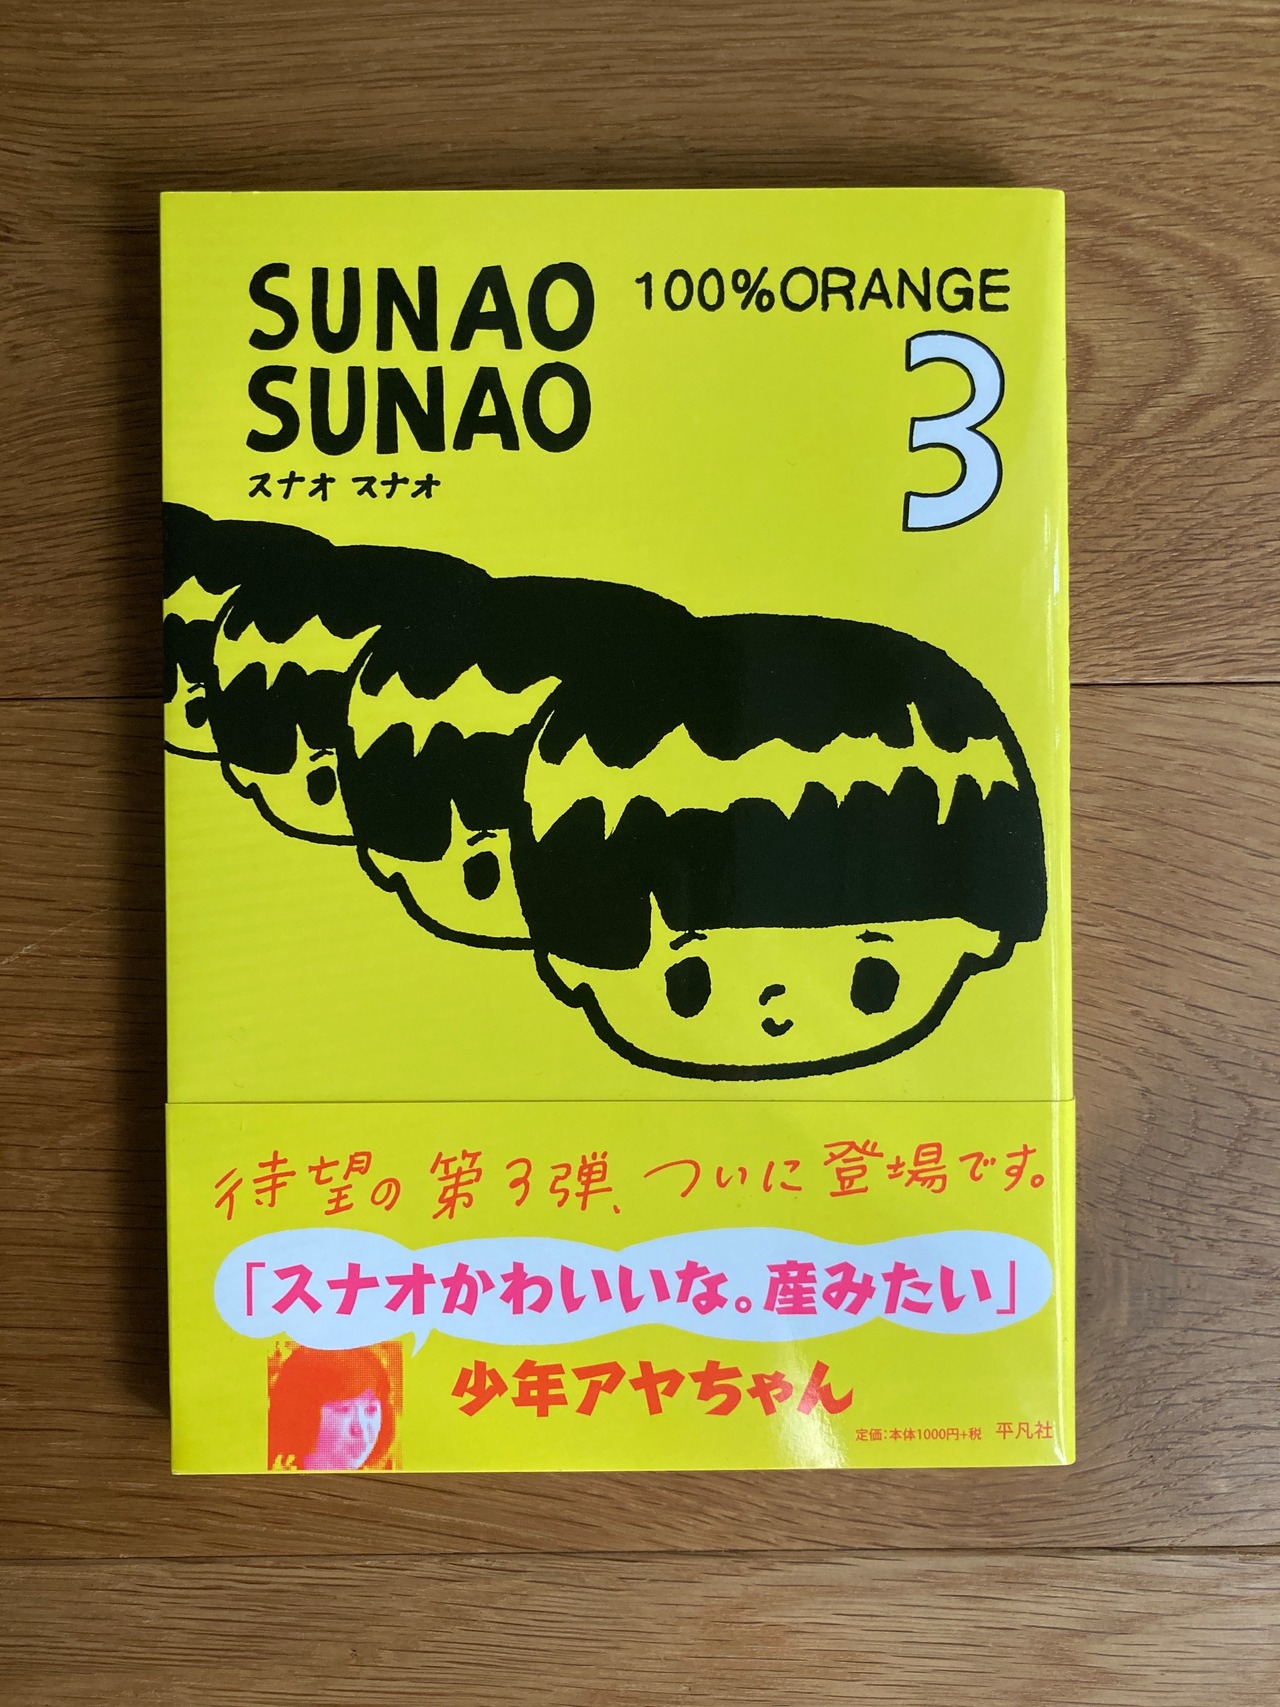 SUNAO
SUNAO
スナオ スナオ
100%ORANGE
3
待望の第3弾、ついに登場です。
「スナオかわいいな。産みたい」
少年アヤちゃん
定価:本体1000円+税 平凡社